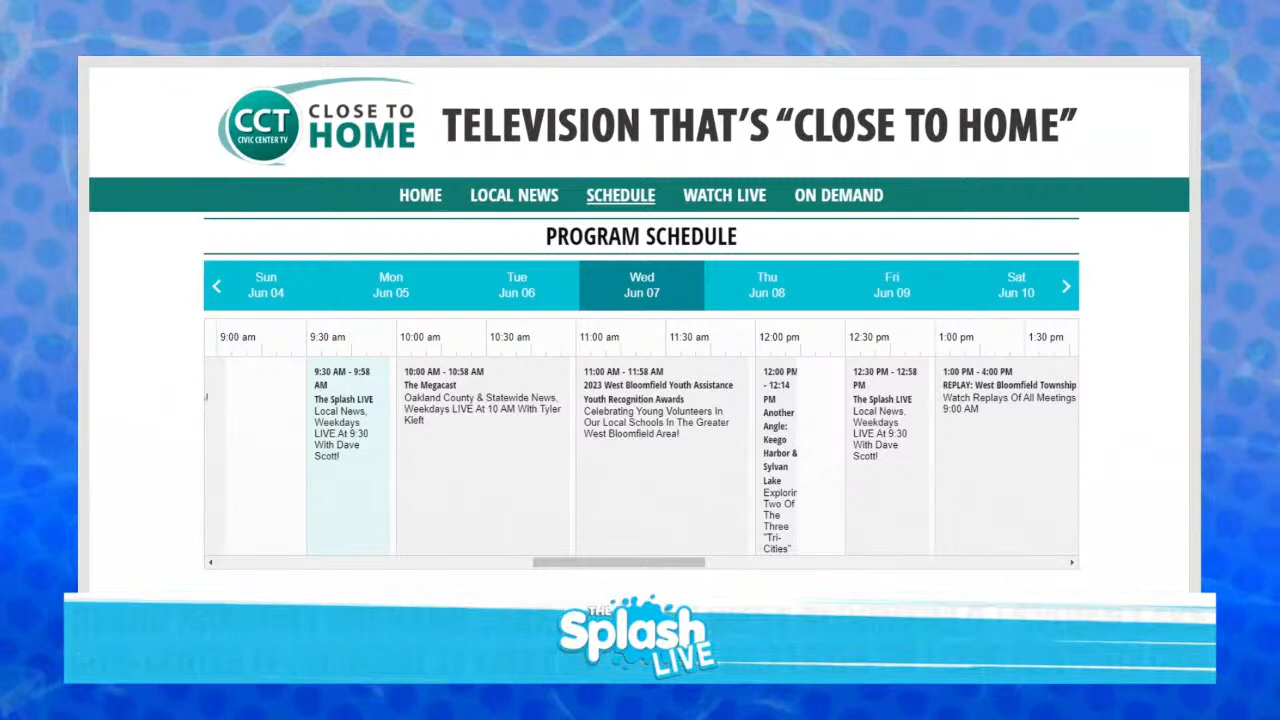 CCT
CIVIC CENTER TV
CLOSE TO
HOME
TELEVISION THAT'S “CLOSE TO HOME”
HOME LOCAL NEWS SCHEDULE WATCH LIVE ON DEMAND
PROGRAM SCHEDULE
Sun Mon Tue Wed Thu Fri Sat
Jun 04 Jun 05 Jun 06 Jun 07 Jun 08 Jun 09 Jun 10
9:00 am 9:30 am 10:00 am 10:30 am 11:00 am 11:30 am 12:00 pm 12:30 pm 1:00 pm 1:30 pm
9:30 AM - 9:58
AM
The Splash LIVE
Local News,
Weekdays
LIVE At 9:30
With Dave
Scott!
10:00 AM - 10:58 AM
The Megacast
Oakland County & Statewide News,
Weekdays LIVE At 10 AM With Tyler
Kieft
11:00 AM - 11:58 AM
2023 West Bloomfield Youth Assistance
Youth Recognition Awards
Celebrating Young Volunteers In
Our Local Schools In The Greater
West Bloomfield Area!
12:00 PM
- 12:14
PM
Another
Angle:
Keego
Harbor &
Sylvan
Lake
Explorin
Two Of
The
Three
"Tri-
Cities"
12:30 PM - 12:58
PM
The Splash LIVE
Local News,
Weekdays
LIVE At 9:30
With Dave
Scott!
1:00 PM - 4:00 PM
REPLAY: West Bloomfield Township
Watch Replays Of All Meetings
9:00 AM
THE
Splash
LIVE